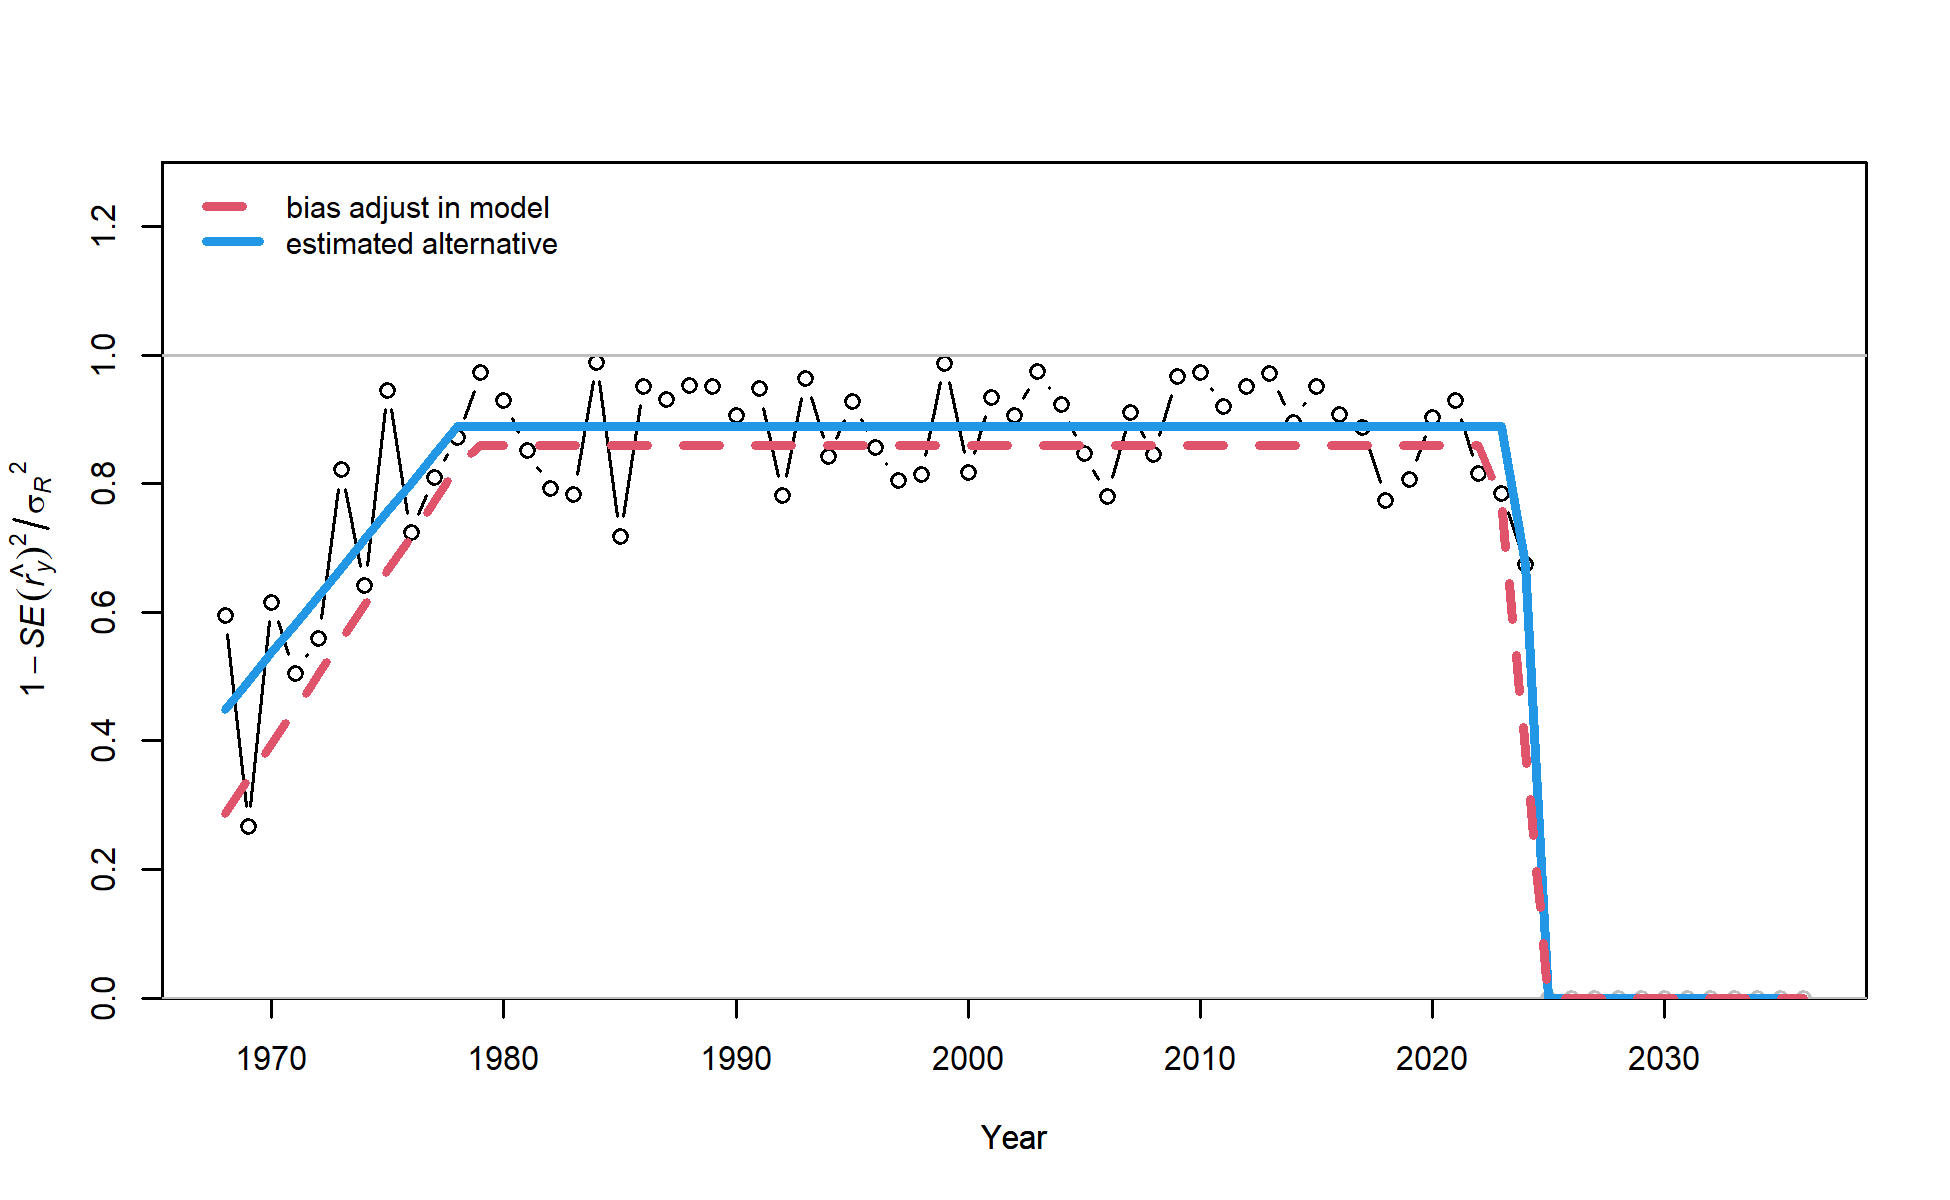 bias adjust in model
estimated alternative
1.2
1.0
0.8
0.6
0.4
0.2
0.0
1 − SE(r̂y)² / σR²
1970 1980 1990 2000 2010 2020 2030
Year